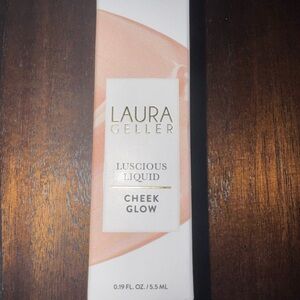 LAURA
GELLER
LUSCIOUS
LIQUID
CHEEK
GLOW
0.19 FL. OZ. / 5.5 ML